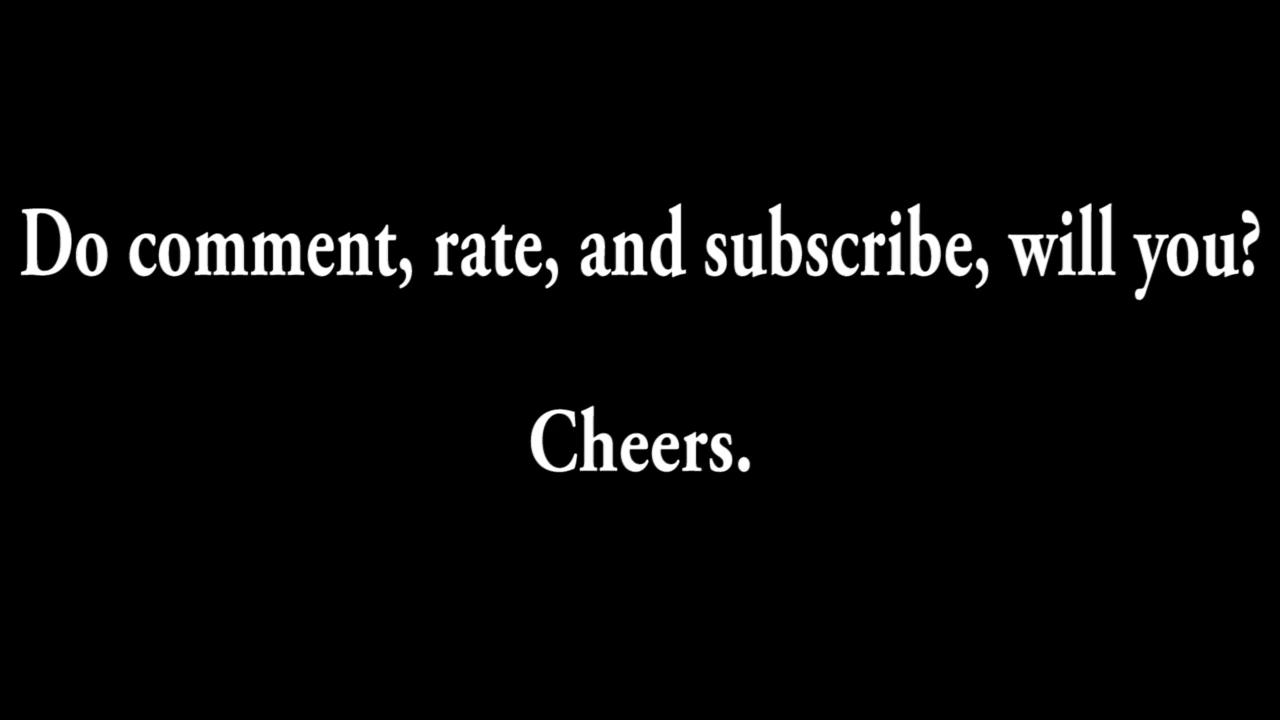 Do comment, rate, and subscribe, will you?
Cheers.